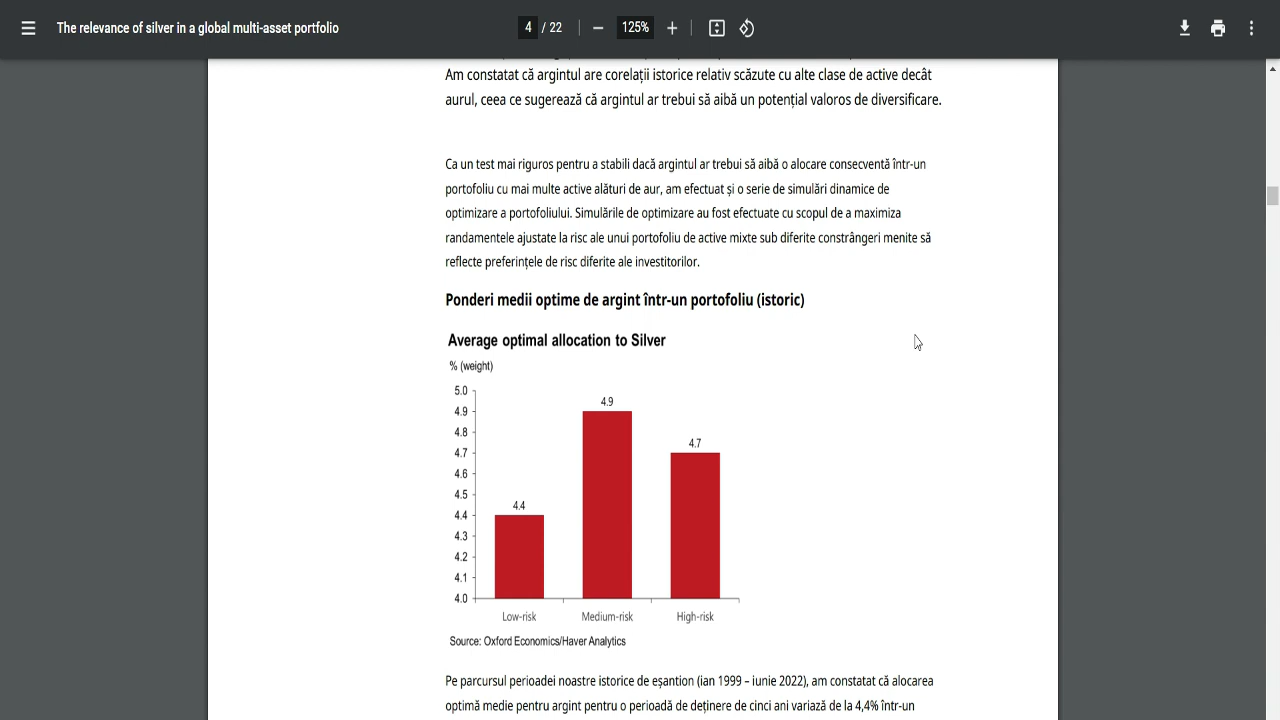 The relevance of silver in a global multi-asset portfolio
4 / 22
125%
Am constatat că argintul are corelații istorice relativ scăzute cu alte clase de active decât
aurul, ceea ce sugerează că argintul ar trebui să aibă un potențial valoros de diversificare.
Ca un test mai riguros pentru a stabili dacă argintul ar trebui să aibă o alocare consecventă într-un
portofoliu cu mai multe active alături de aur, am efectuat și o serie de simulări dinamice de
optimizare a portofoliului. Simulările de optimizare au fost efectuate cu scopul de a maximiza
randamentele ajustate la risc ale unui portofoliu de active mixte sub diferite constrângeri menite să
reflecte preferințele de risc diferite ale investitorilor.
Ponderi medii optime de argint într-un portofoliu (istoric)
Average optimal allocation to Silver
% (weight)
5.0
4.9
4.8
4.7
4.6
4.5
4.4
4.3
4.2
4.1
4.0
4.4
4.9
4.7
Low-risk Medium-risk High-risk
Source: Oxford Economics/Haver Analytics
Pe parcursul perioadei noastre istorice de eșantion (ian 1999 – iunie 2022), am constatat că alocarea
optimă medie pentru argint pentru o perioadă de deținere de cinci ani variază de la 4,4% într-un